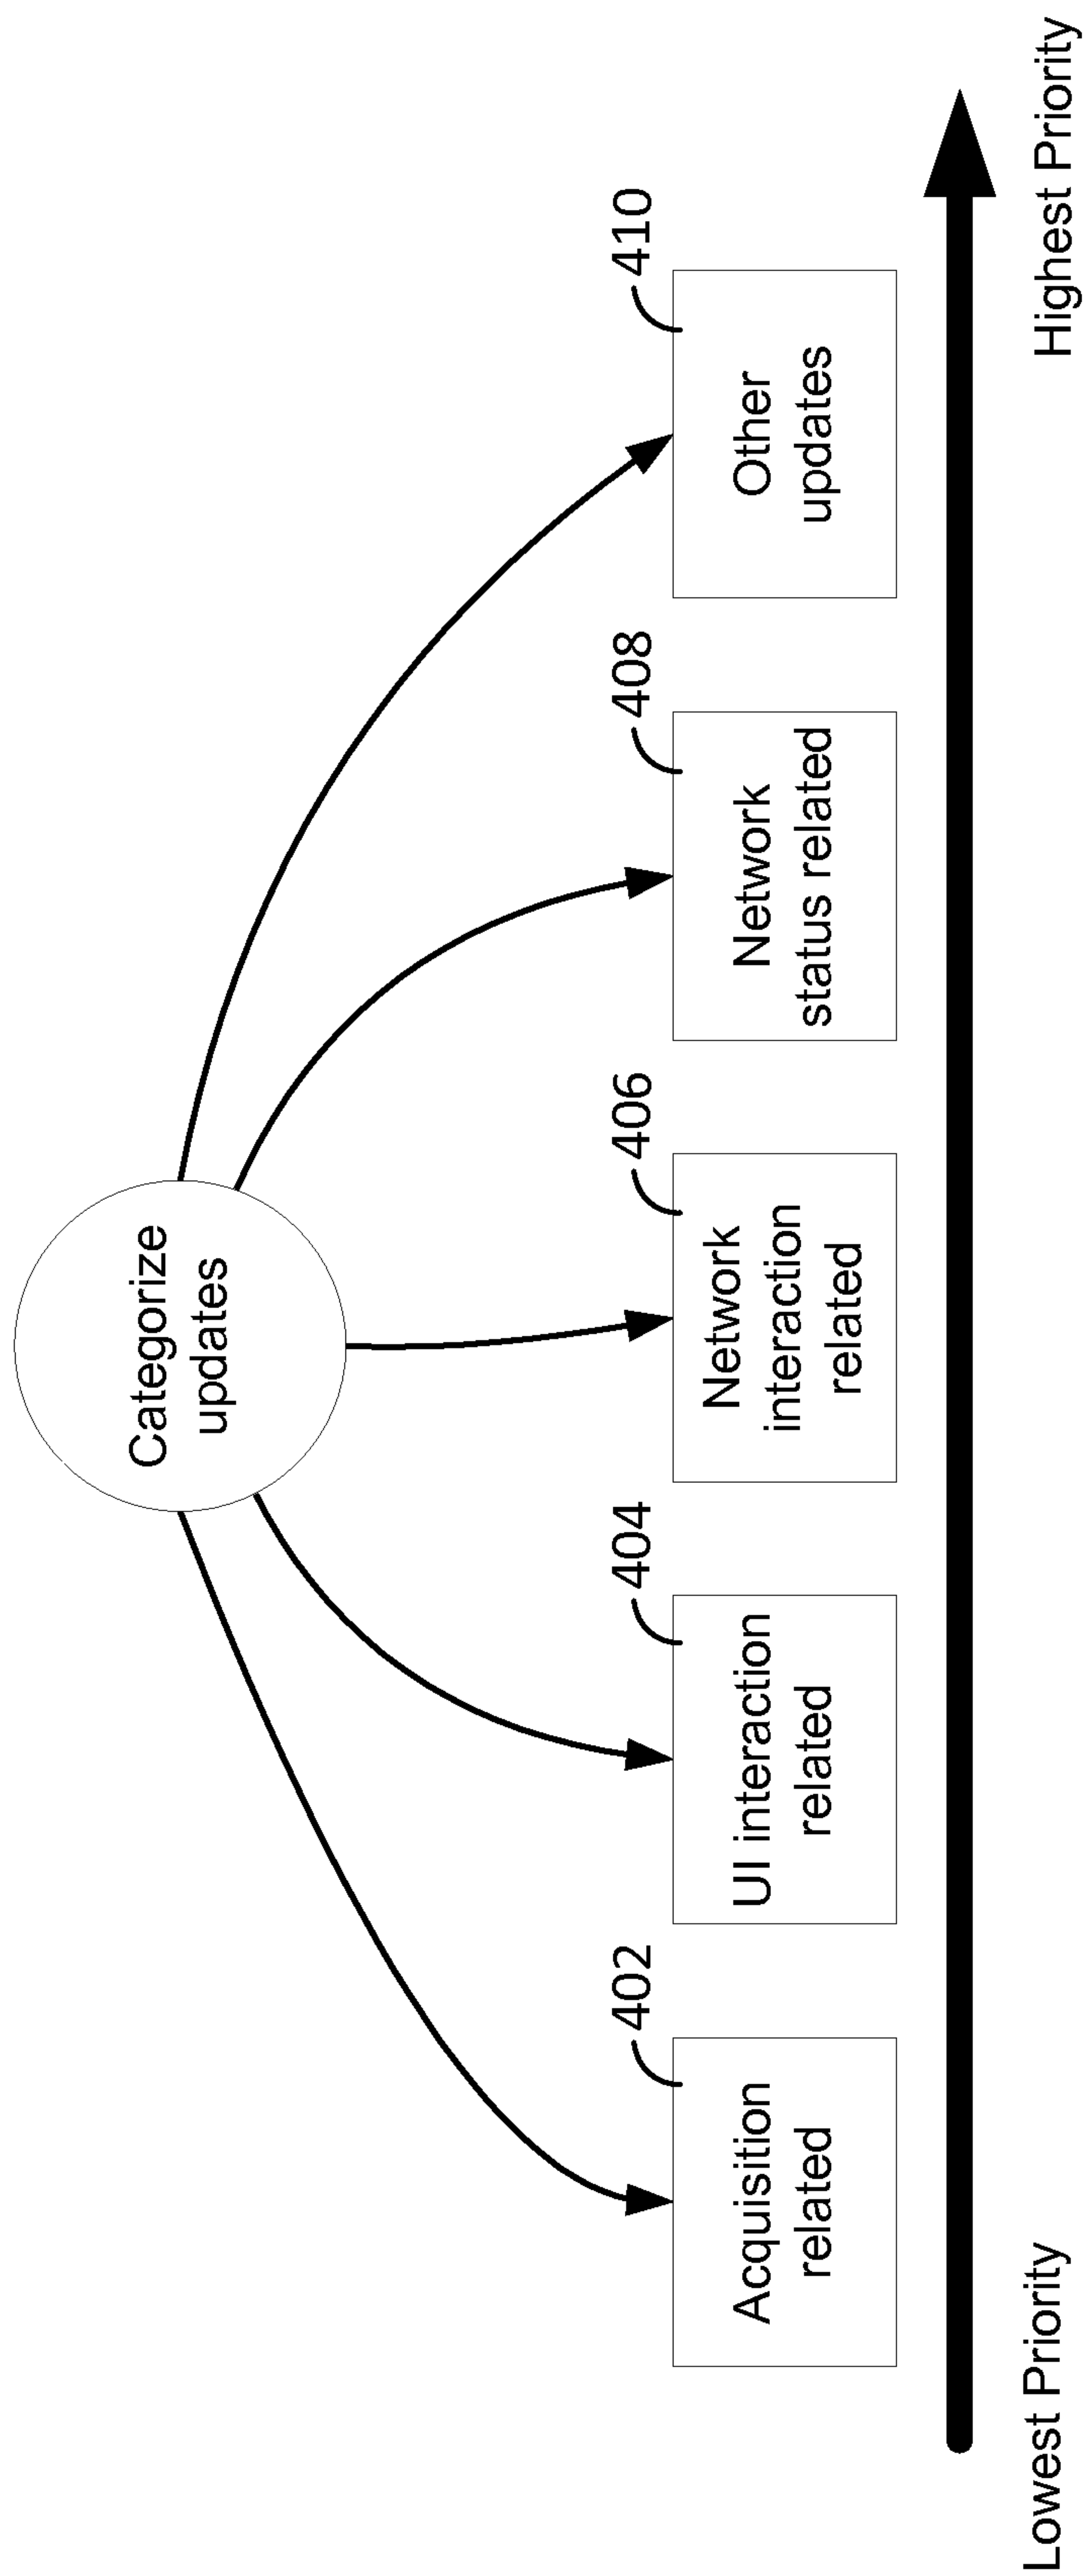 Categorize
updates
402
404
406
408
410
Acquisition
related
UI interaction
related
Network
interaction
related
Network
status related
Other
updates
Lowest Priority
Highest Priority